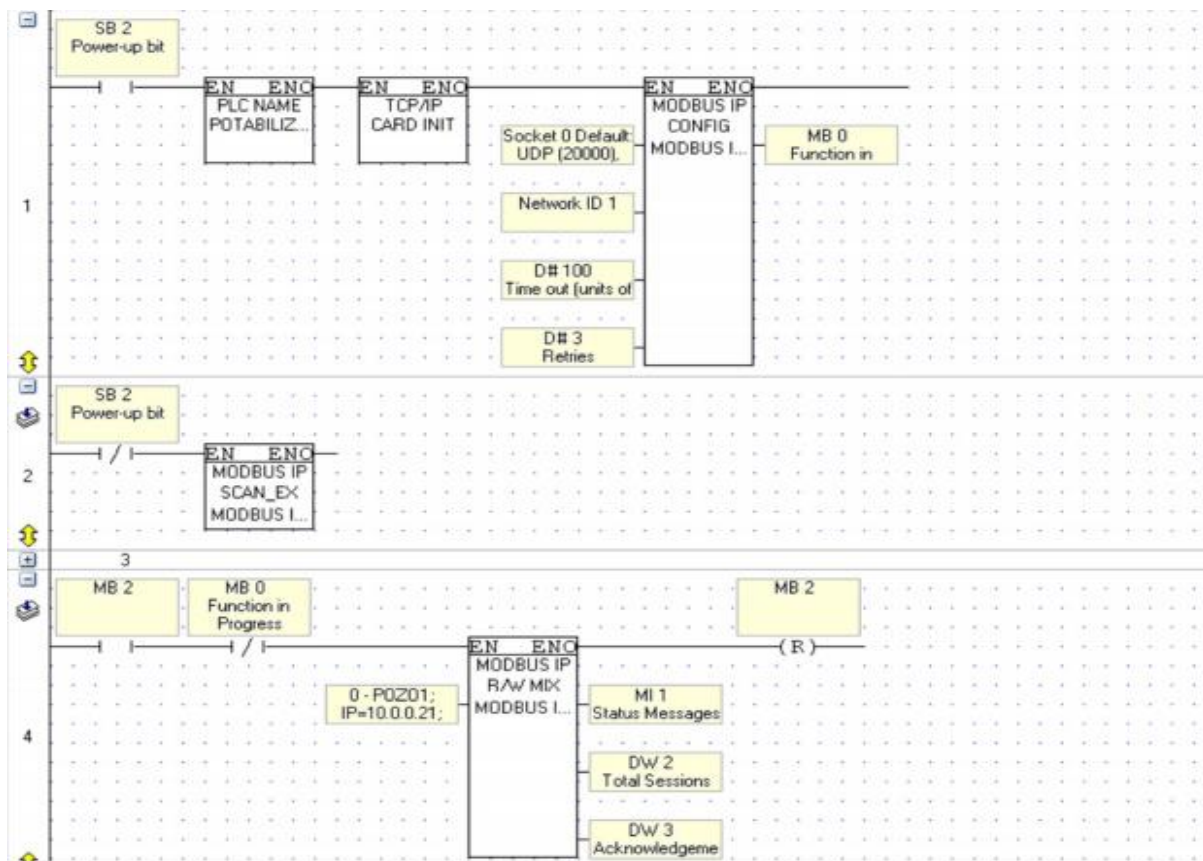 SB 2
Power-up bit
EN ENO
PLC NAME
POTABILIZ...
EN ENO
TCP/IP
CARD INIT
EN ENO
MODBUS IP
CONFIG
MODBUS I...
Socket 0 Default:
UDP (20000),
Network ID 1
D# 100
Time out (units of
D# 3
Retries
MB 0
Function in
1
SB 2
Power-up bit
EN ENO
MODBUS IP
SCAN_EX
MODBUS I...
2
3
MB 2
MB 0
Function in
Progress
EN ENO
MODBUS IP
R/W MIX
MODBUS I...
0 - POZO1;
IP=10.0.0.21;
MI 1
Status Messages
DW 2
Total Sessions
DW 3
Acknowledgeme
MB 2
(R)
4